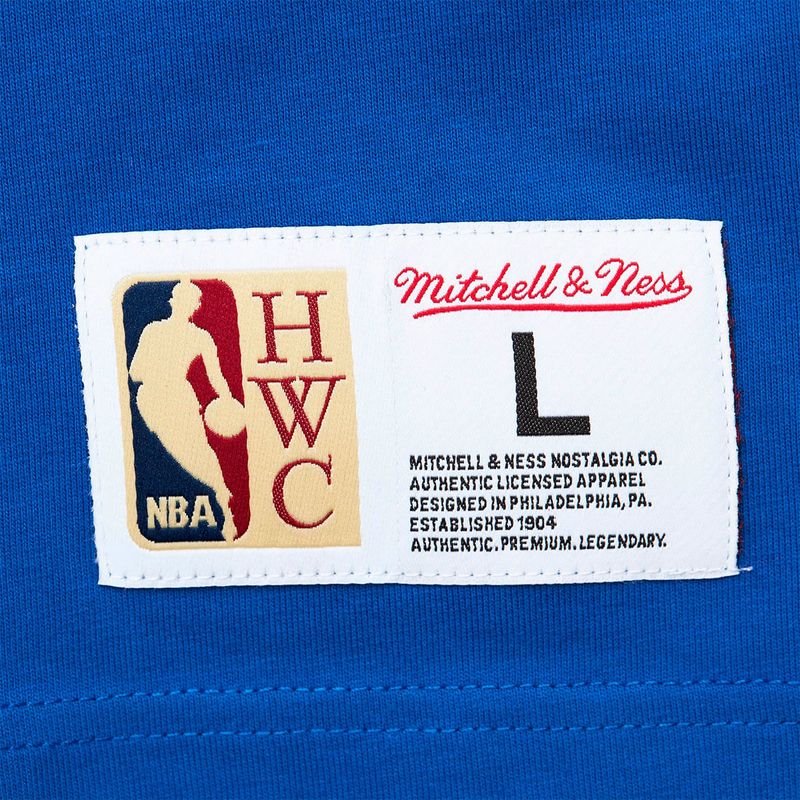 NBA
H
W
C
Mitchell & Ness
L
MITCHELL & NESS NOSTALGIA CO.
AUTHENTIC LICENSED APPAREL
DESIGNED IN PHILADELPHIA, PA.
ESTABLISHED 1904
AUTHENTIC. PREMIUM. LEGENDARY.